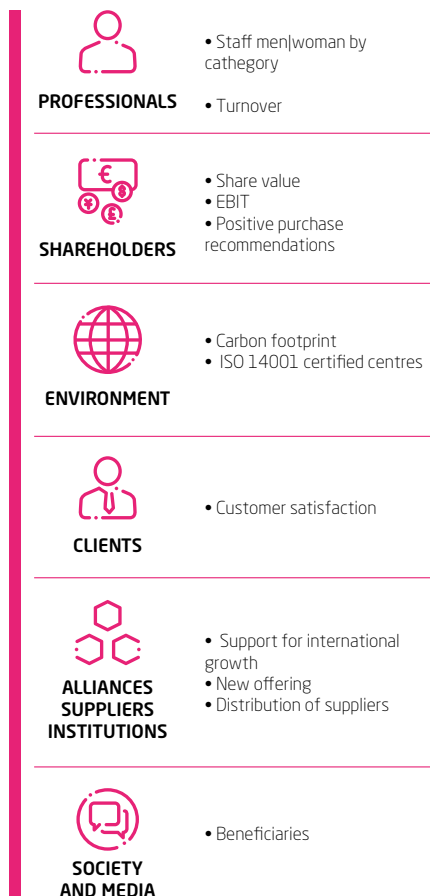 PROFESSIONALS
• Staff men|woman by
cathegory
• Turnover
€
$
¥
£
SHAREHOLDERS
• Share value
• EBIT
• Positive purchase
recommendations
ENVIRONMENT
• Carbon footprint
• ISO 14001 certified centres
CLIENTS
• Customer satisfaction
ALLIANCES
SUPPLIERS
INSTITUTIONS
• Support for international
growth
• New offering
• Distribution of suppliers
SOCIETY
AND MEDIA
• Beneficiaries